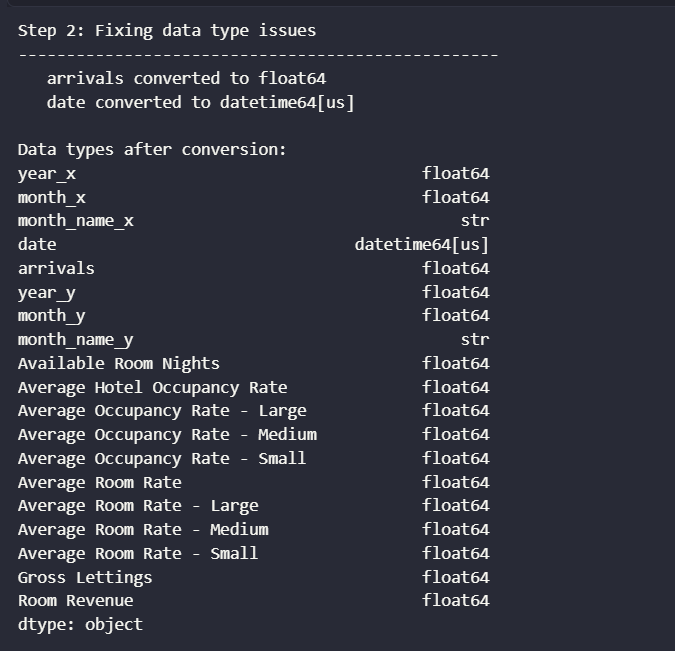 Step 2: Fixing data type issues
--------------------------------------------------
   arrivals converted to float64
   date converted to datetime64[us]

Data types after conversion:
year_x                                    float64
month_x                                   float64
month_name_x                                  str
date                               datetime64[us]
arrivals                                  float64
year_y                                    float64
month_y                                   float64
month_name_y                                  str
Available Room Nights                     float64
Average Hotel Occupancy Rate              float64
Average Occupancy Rate - Large            float64
Average Occupancy Rate - Medium           float64
Average Occupancy Rate - Small            float64
Average Room Rate                         float64
Average Room Rate - Large                 float64
Average Room Rate - Medium                float64
Average Room Rate - Small                 float64
Gross Lettings                            float64
Room Revenue                              float64
dtype: object